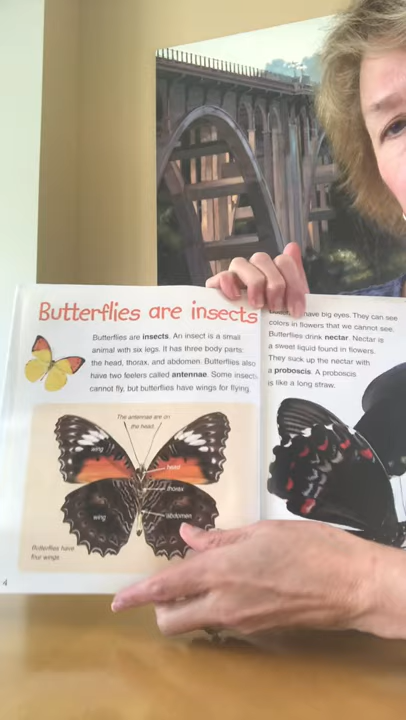 Butterflies are insects
Butterflies are insects. An insect is a small
animal with six legs. It has three body parts:
the head, thorax, and abdomen. Butterflies also
have two feelers called antennae. Some insects
cannot fly, but butterflies have wings for flying.
The antennae are on
the head.
wing
head
thorax
wing
abdomen
Butterflies have
four wings.
4
have big eyes. They can see
colors in flowers that we cannot see.
Butterflies drink nectar. Nectar is
a sweet liquid found in flowers.
They suck up the nectar with
a proboscis. A proboscis
is like a long straw.